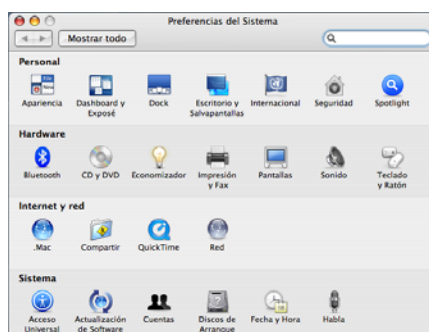 Preferencias del Sistema
Mostrar todo
Personal
Apariencia
Dashboard y Exposé
Dock
Escritorio y Salvapantallas
Internacional
Seguridad
Spotlight
Hardware
Bluetooth
CD y DVD
Economizador
Impresión y Fax
Pantallas
Sonido
Teclado y Ratón
Internet y red
.Mac
Compartir
QuickTime
Red
Sistema
Acceso Universal
Actualización de Software
Cuentas
Discos de Arranque
Fecha y Hora
Habla